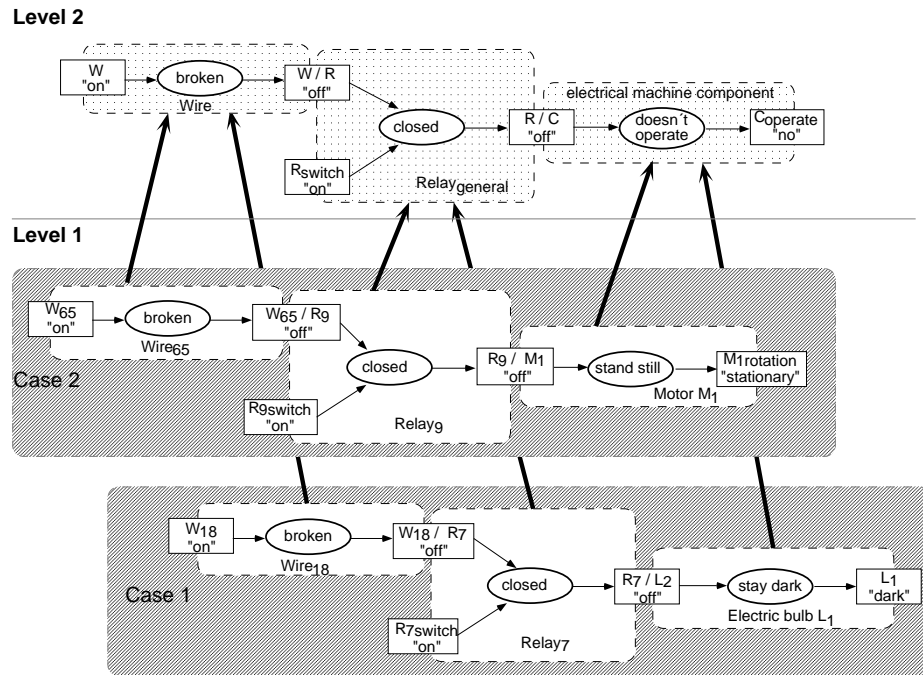 Level 2
W
"on"
broken
Wire
W / R
"off"
closed
Rswitch
"on"
Relaygeneral
R / C
"off"
electrical machine component
doesn´t
operate
Coperate
"no"
Level 1
W65
"on"
broken
Wire65
W65 / R9
"off"
closed
R9switch
"on"
Relay9
R9 / M1
"off"
stand still
Motor M1
M1rotation
"stationary"
Case 2
W18
"on"
broken
Wire18
W18 / R7
"off"
closed
R7switch
"on"
Relay7
R7 / L2
"off"
stay dark
Electric bulb L1
L1
"dark"
Case 1